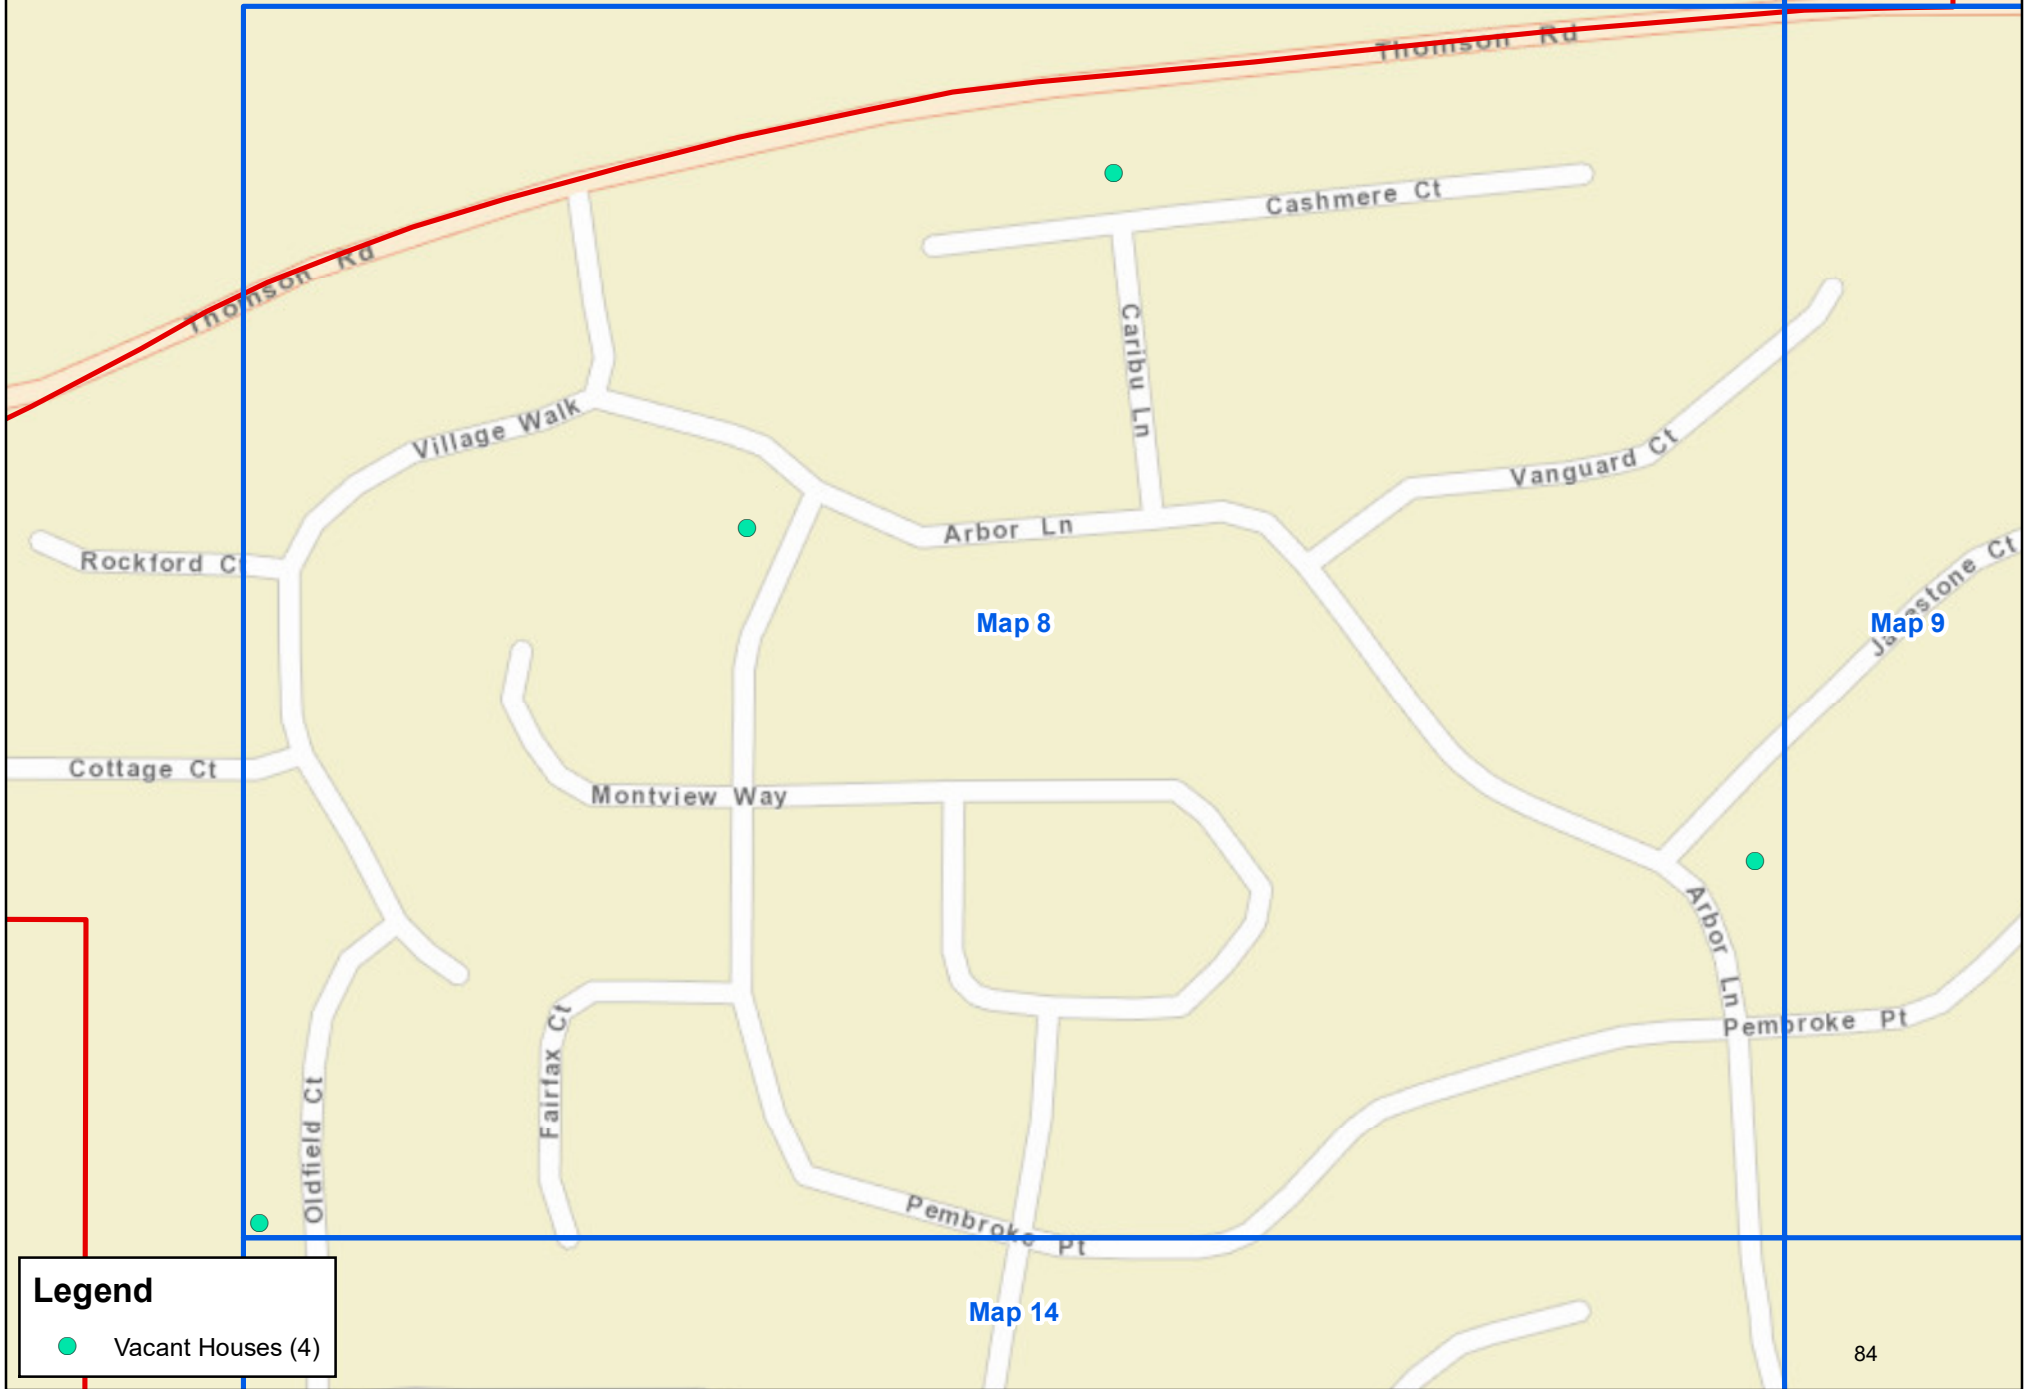 Thomson Rd
Thomson Rd
Cashmere Ct
Caribu Ln
Village Walk
Vanguard Ct
Arbor Ln
Rockford Ct
Map 8
Map 9
Cottage Ct
Montview Way
Arbor Ln
Fairfax Ct
Pembroke Pt
Oldfield Ct
Pembroke Pt
Legend
Vacant Houses (4)
Map 14
84